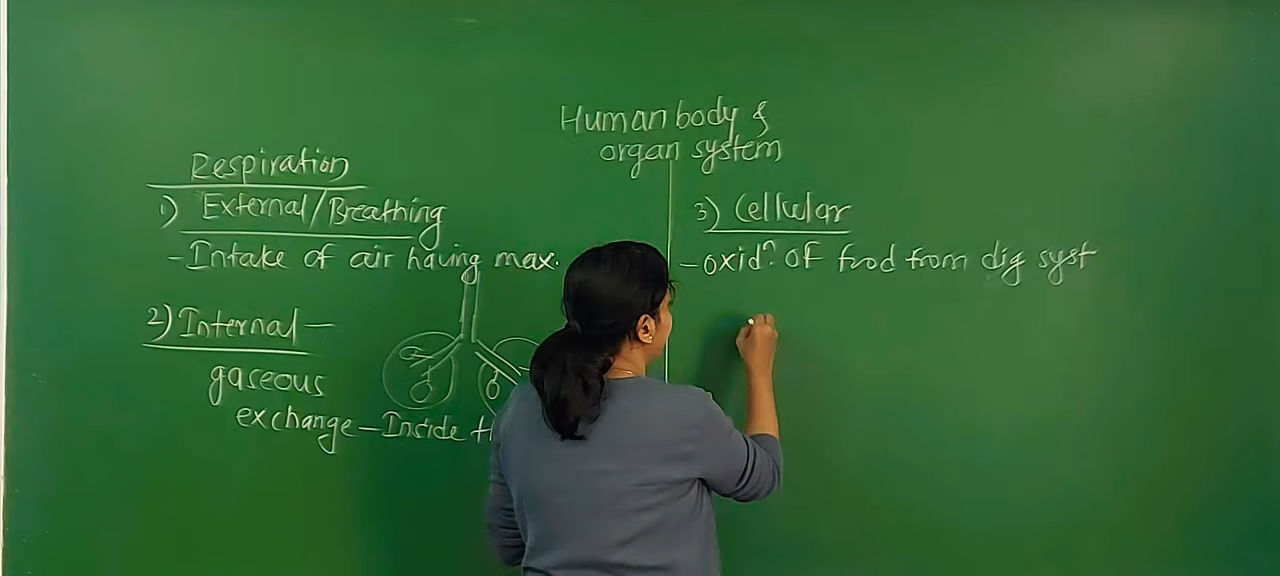 Human body &
organ system
Respiration
1) External/Breathing
-Intake of air having max.
2) Internal-
gaseous
exchange-Inside
3) Cellular
-oxidⁿ. of food from dig syst